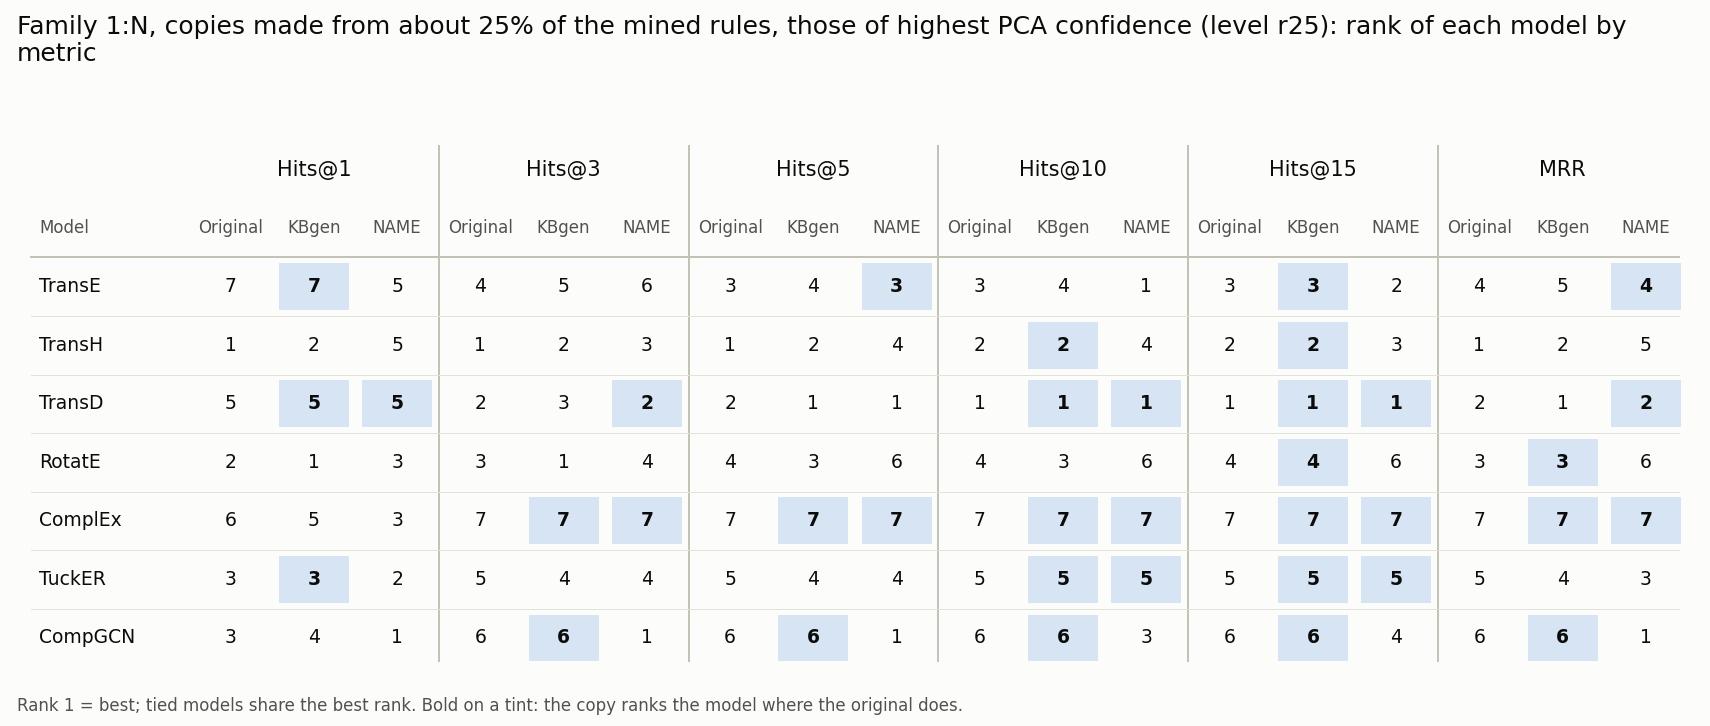 Family 1:N, copies made from about 25% of the mined rules, those of highest PCA confidence (level r25): rank of each model by
metric
Hits@1 Hits@3 Hits@5 Hits@10 Hits@15 MRR
Model Original KBgen NAME Original KBgen NAME Original KBgen NAME Original KBgen NAME Original KBgen NAME Original KBgen NAME
TransE 7 7 5 4 5 6 3 4 3 3 4 1 3 3 2 4 5 4
TransH 1 2 5 1 2 3 1 2 4 2 2 4 2 2 3 1 2 5
TransD 5 5 5 2 3 2 2 1 1 1 1 1 1 1 1 2 1 2
RotatE 2 1 3 3 1 4 4 3 6 4 3 6 4 4 6 3 3 6
ComplEx 6 5 3 7 7 7 7 7 7 7 7 7 7 7 7 7 7 7
TuckER 3 3 2 5 4 4 5 4 4 5 5 5 5 5 5 5 4 3
CompGCN 3 4 1 6 6 1 6 6 1 6 6 3 6 6 4 6 6 1
Rank 1 = best; tied models share the best rank. Bold on a tint: the copy ranks the model where the original does.